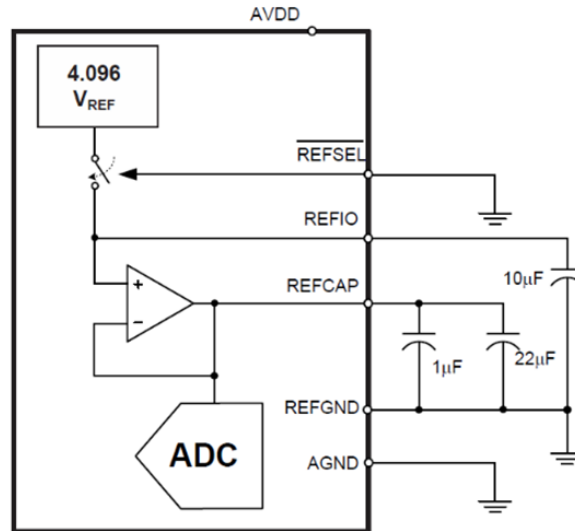 AVDD
4.096
VREF
REFSEL
REFIO
REFCAP
10µF
1µF
22µF
REFGND
ADC
AGND
+
−